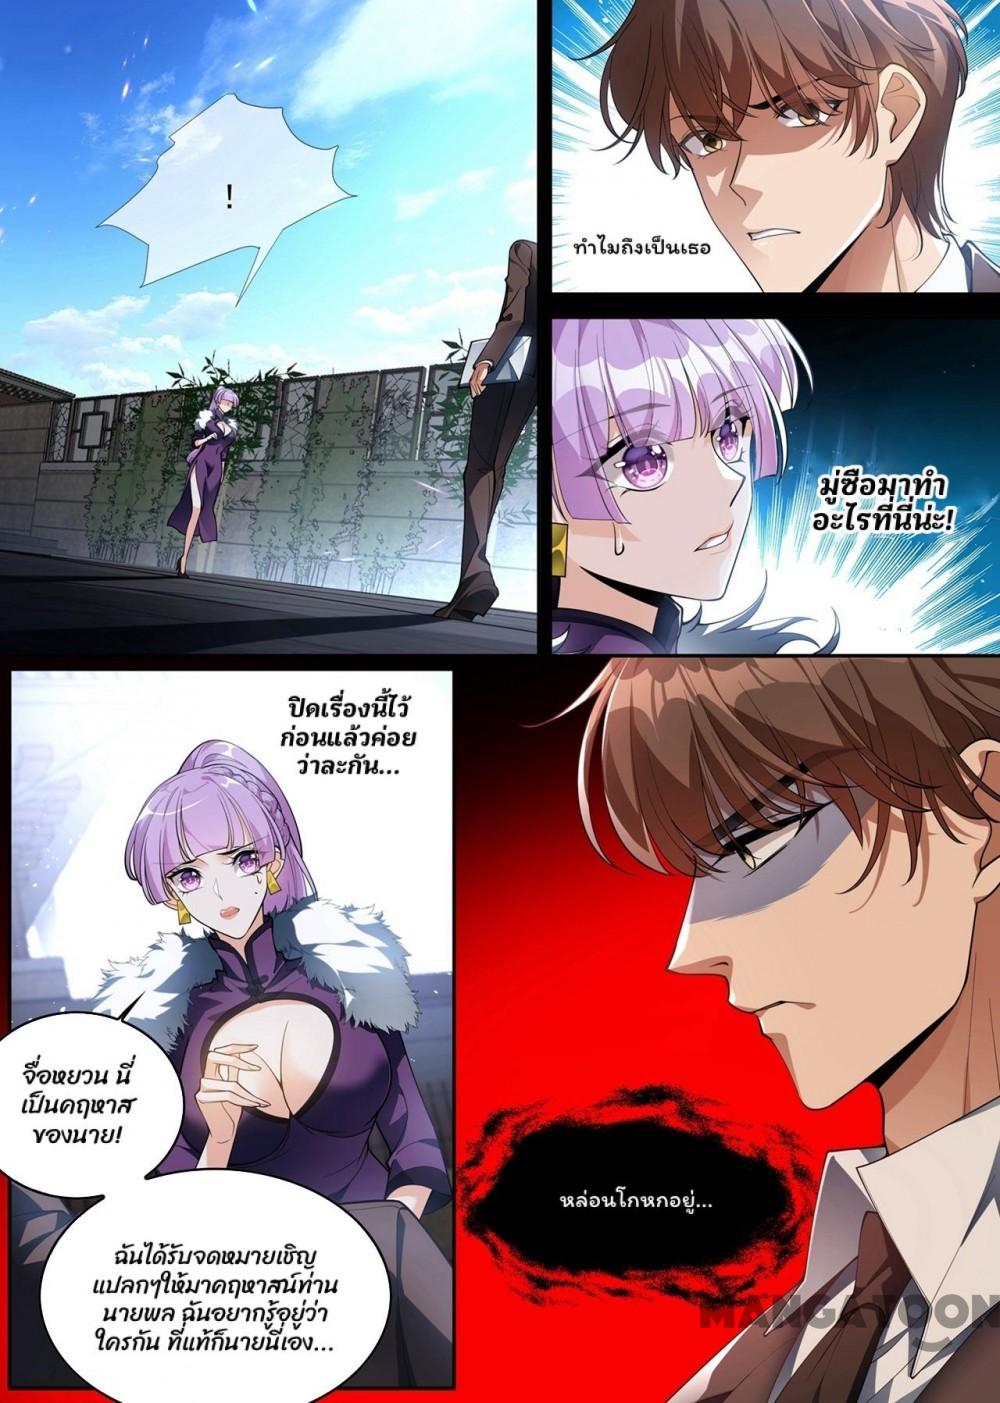 !
ทำไมถึงเป็นเธอ
มู่ซือมาทำ
อะไรที่นี่น่ะ!
ปิดเรื่องนี้ไว้
ก่อนแล้วค่อย
ว่าละกัน...
จื่อหยวน นี่
เป็นคฤหาส
ของนาย!
หล่อนโกหกอยู่...
ฉันได้รับจดหมายเชิญ
แปลกๆให้มาคฤหาสน์ท่าน
นายพล ฉันอยากรู้อยู่ว่า
ใครกัน ที่แท้ก็นายนี่เอง...
MANGATOON